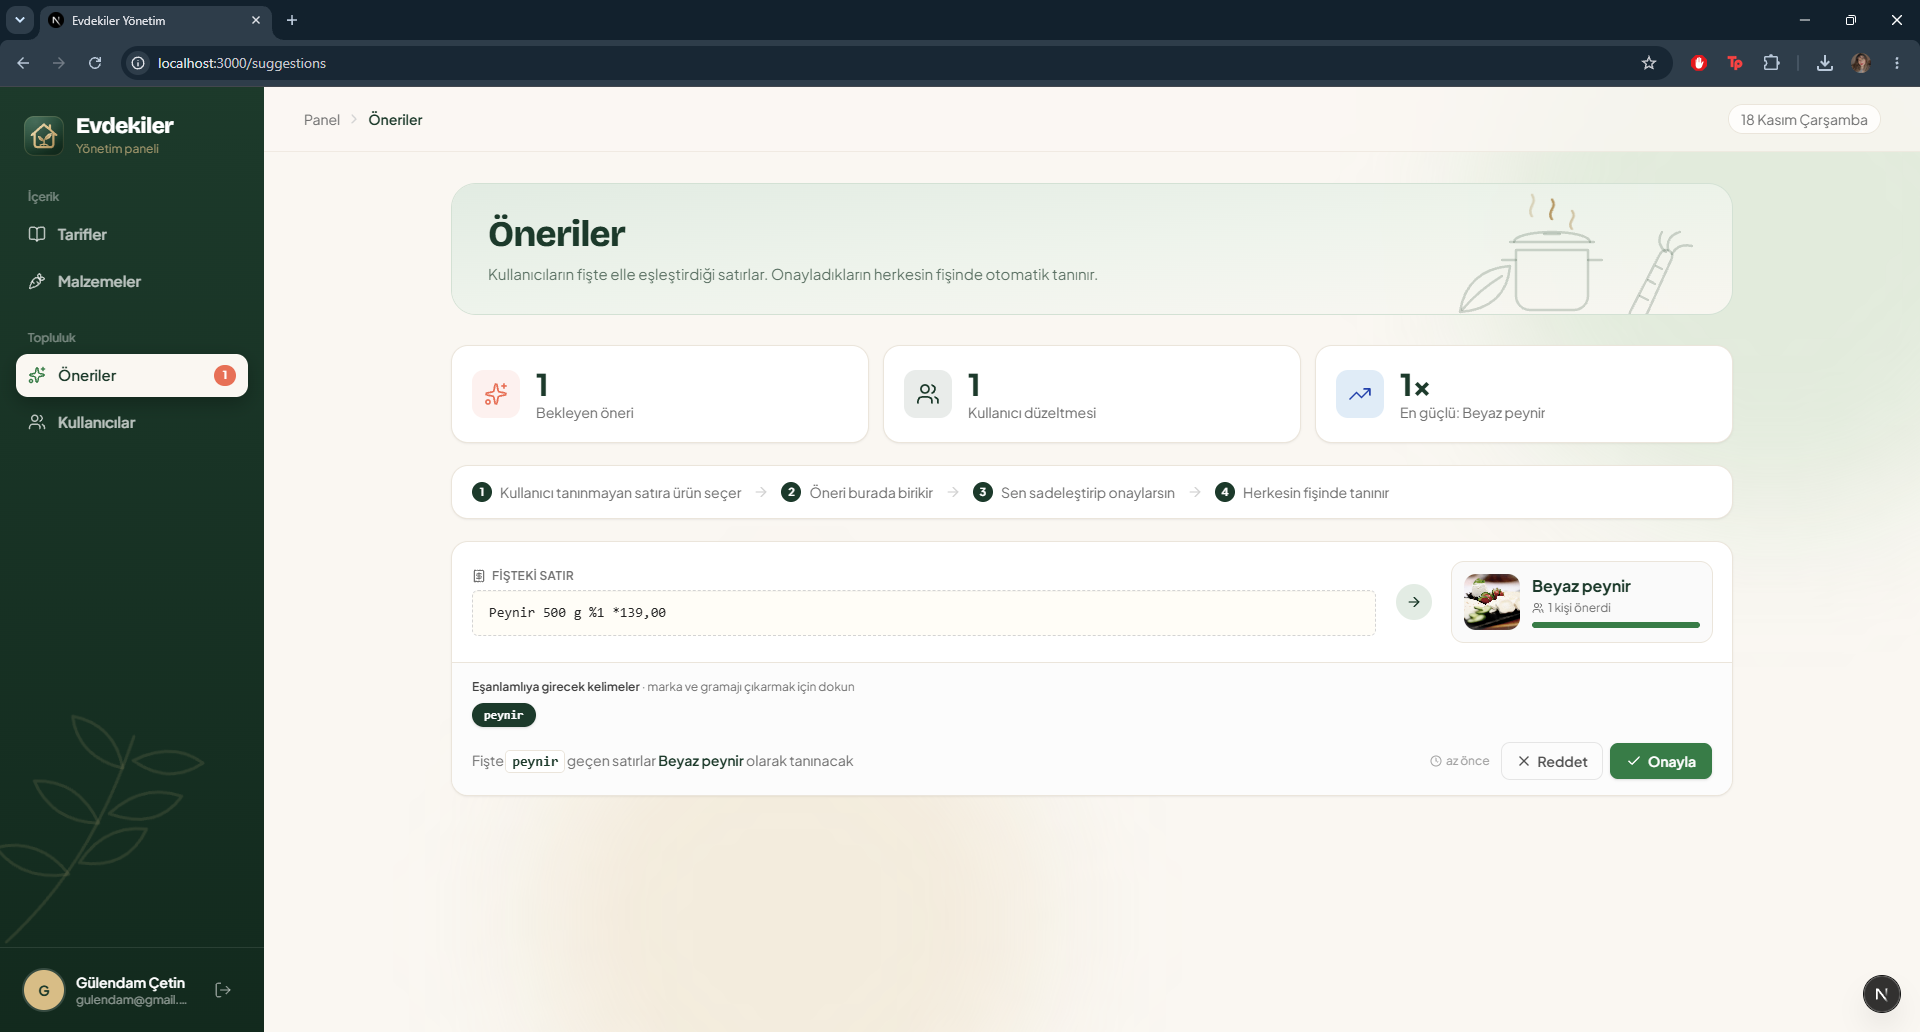 Evdekiler Yönetim
localhost:3000/suggestions
Evdekiler
Yönetim paneli
İçerik
Tarifler
Malzemeler
Topluluk
Öneriler 1
Kullanıcılar
Gülendam Çetin
gulendam@gmail....
G
Panel > Öneriler
18 Kasım Çarşamba
Öneriler
Kullanıcıların fişte elle eşleştirdiği satırlar. Onayladıkların herkesin fişinde otomatik tanınır.
1
Bekleyen öneri
1
Kullanıcı düzeltmesi
1×
En güçlü: Beyaz peynir
1 Kullanıcı tanınmayan satıra ürün seçer → 2 Öneri burada birikir → 3 Sen sadeleştirip onaylarsın → 4 Herkesin fişinde tanınır
FİŞTEKİ SATIR
Peynir 500 g %1 *139,00
Beyaz peynir
1 kişi önerdi
Eşanlamlıya girecek kelimeler · marka ve gramajı çıkarmak için dokun
peynir
Fişte peynir geçen satırlar Beyaz peynir olarak tanınacak
az önce
Reddet
Onayla
N